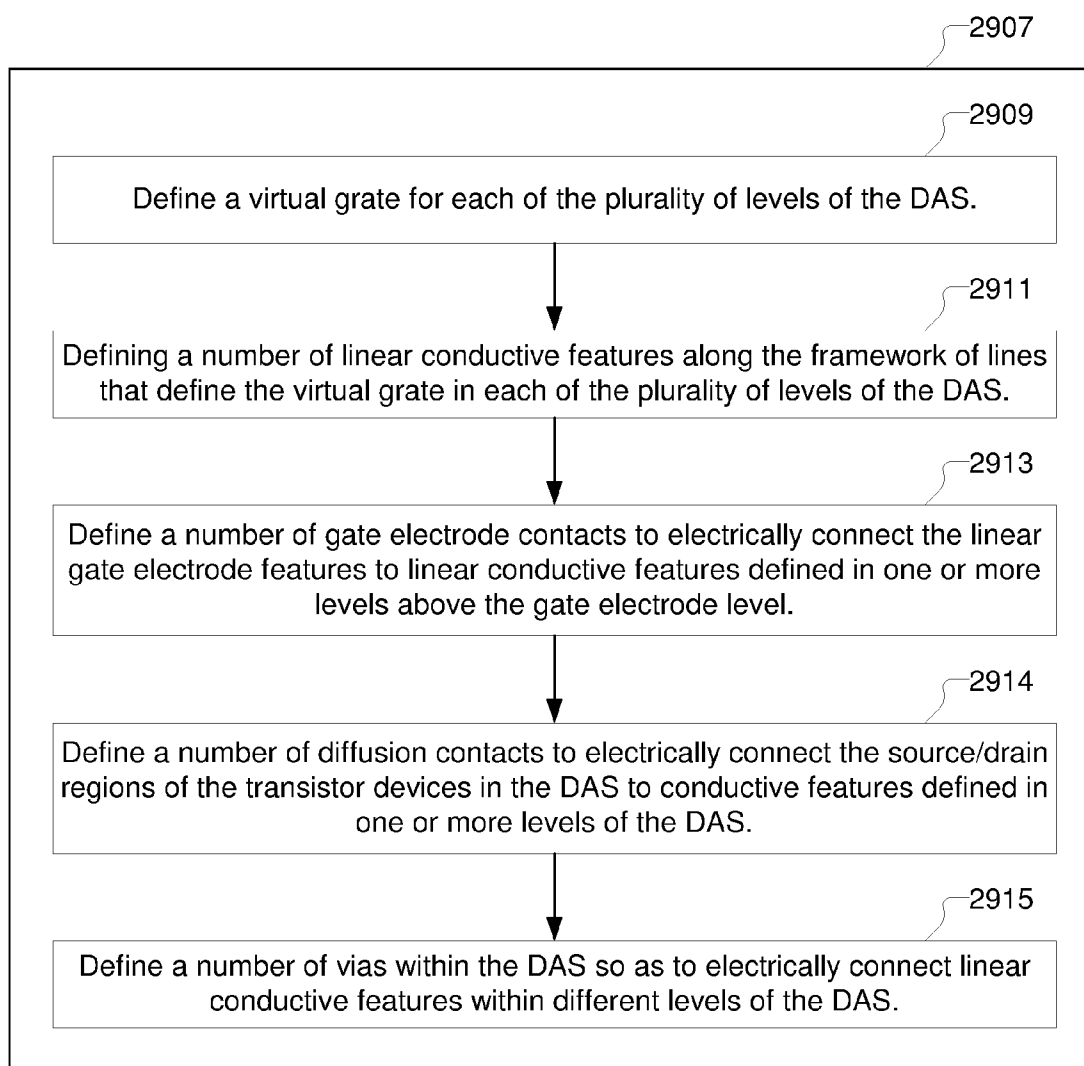 2907
2909
Define a virtual grate for each of the plurality of levels of the DAS.
2911
Defining a number of linear conductive features along the framework of lines
that define the virtual grate in each of the plurality of levels of the DAS.
2913
Define a number of gate electrode contacts to electrically connect the linear
gate electrode features to linear conductive features defined in one or more
levels above the gate electrode level.
2914
Define a number of diffusion contacts to electrically connect the source/drain
regions of the transistor devices in the DAS to conductive features defined in
one or more levels of the DAS.
2915
Define a number of vias within the DAS so as to electrically connect linear
conductive features within different levels of the DAS.